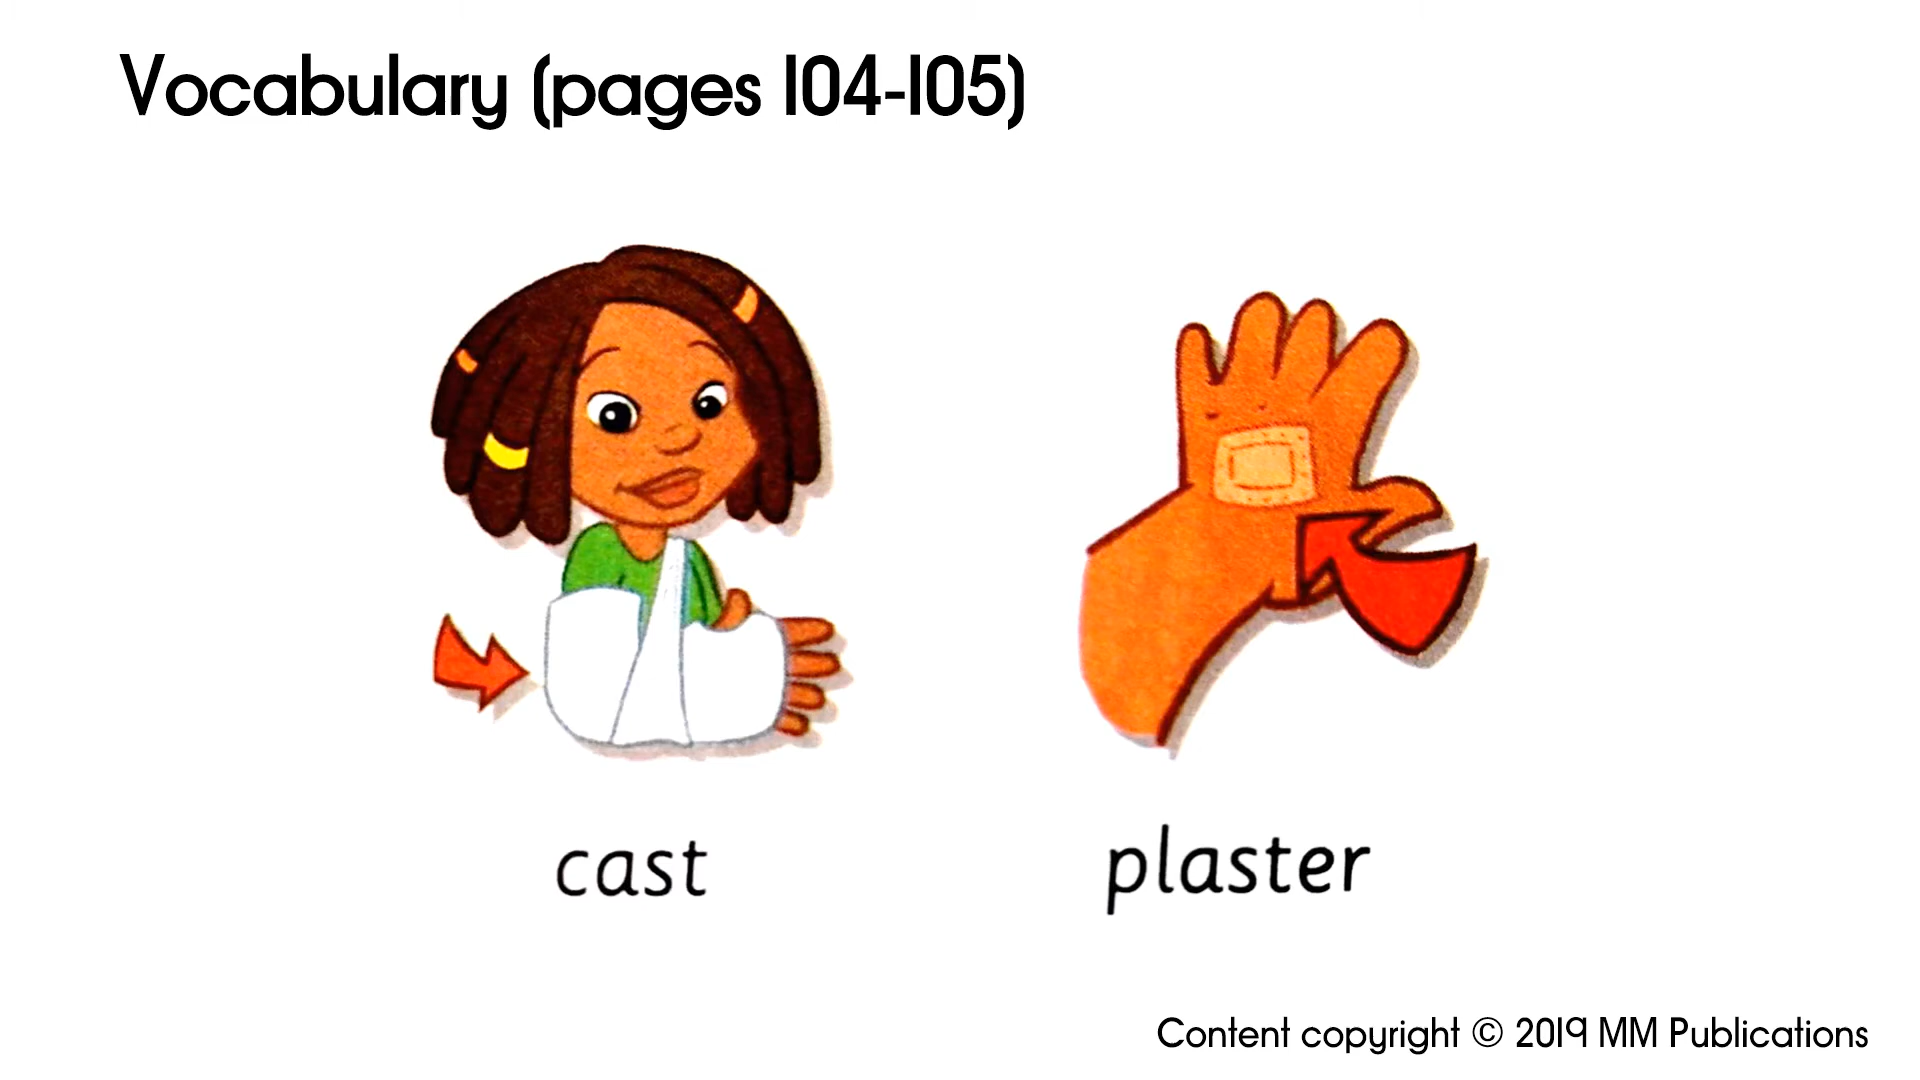 Vocabulary (pages 104-105)
cast
plaster
Content copyright © 2019 MM Publications